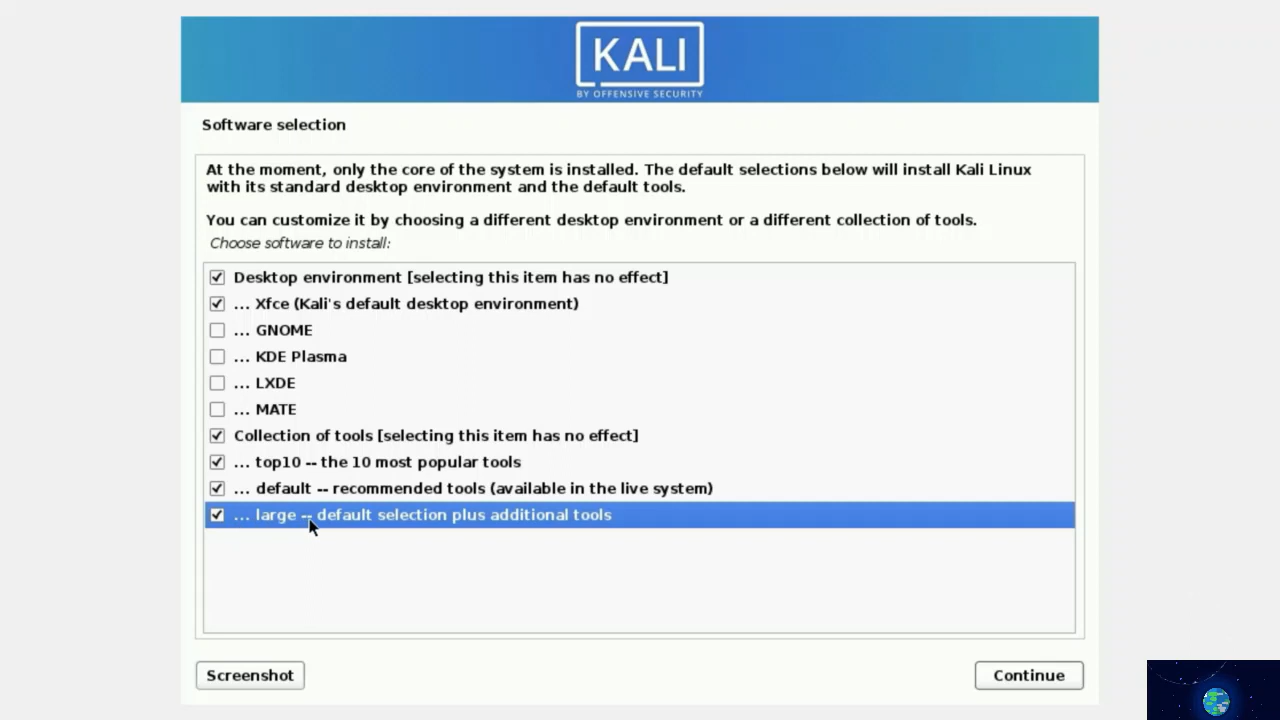 KALI
BY OFFENSIVE SECURITY
Software selection
At the moment, only the core of the system is installed. The default selections below will install Kali Linux
with its standard desktop environment and the default tools.
You can customize it by choosing a different desktop environment or a different collection of tools.
Choose software to install:
Desktop environment [selecting this item has no effect]
... Xfce (Kali's default desktop environment)
... GNOME
... KDE Plasma
... LXDE
... MATE
Collection of tools [selecting this item has no effect]
... top10 -- the 10 most popular tools
... default -- recommended tools (available in the live system)
... large -- default selection plus additional tools
Screenshot
Continue